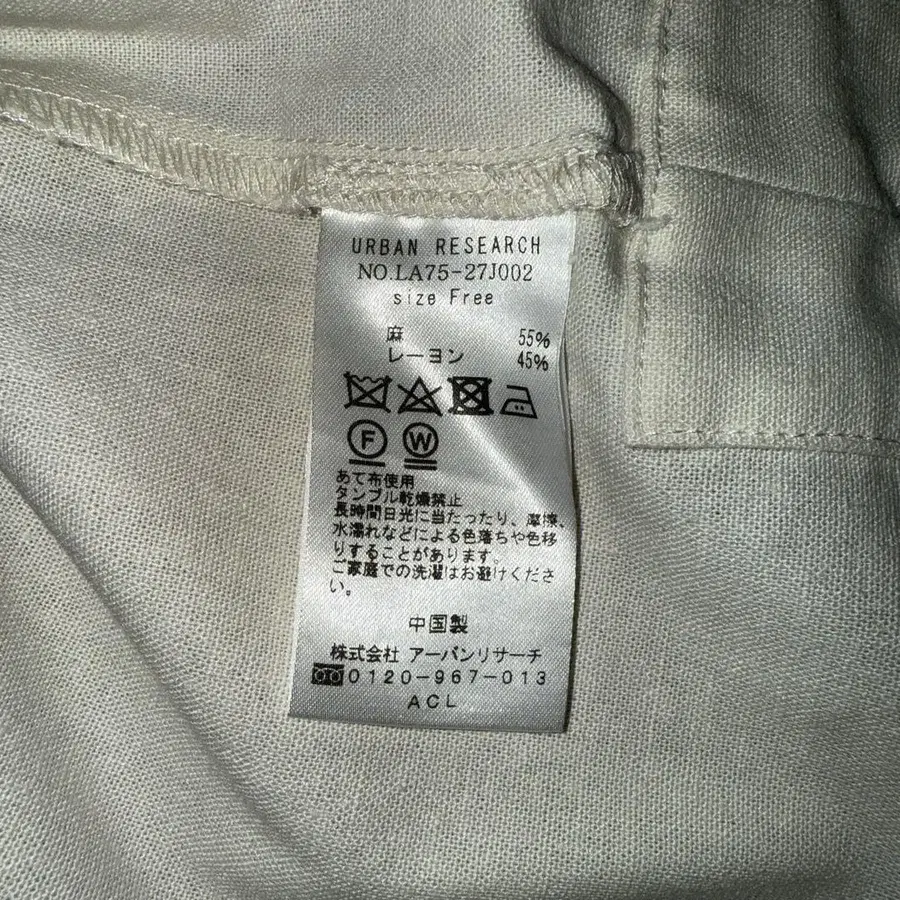 URBAN RESEARCH
NO.LA75-27J002
size Free
麻 55%
レーヨン 45%
F W
あて布使用
タンブル乾燥禁止
長時間日光に当たったり、摩擦、
水濡れなどによる色落ちや色移
りすることがあります。
ご家庭での洗濯はお避けくださ
い。
中国製
株式会社 アーバンリサーチ
0120-967-013
ACL